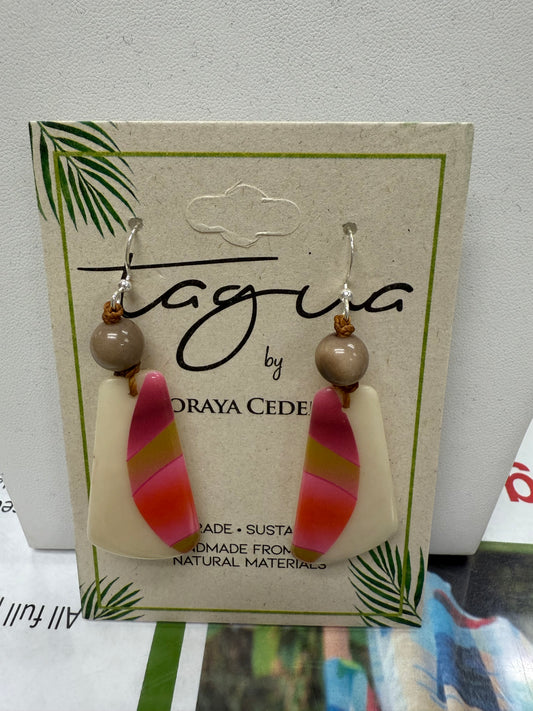 Tagua
by
ORAYA CEDE
RADE • SUSTA
NDMADE FROM
NATURAL MATERIALS
All full